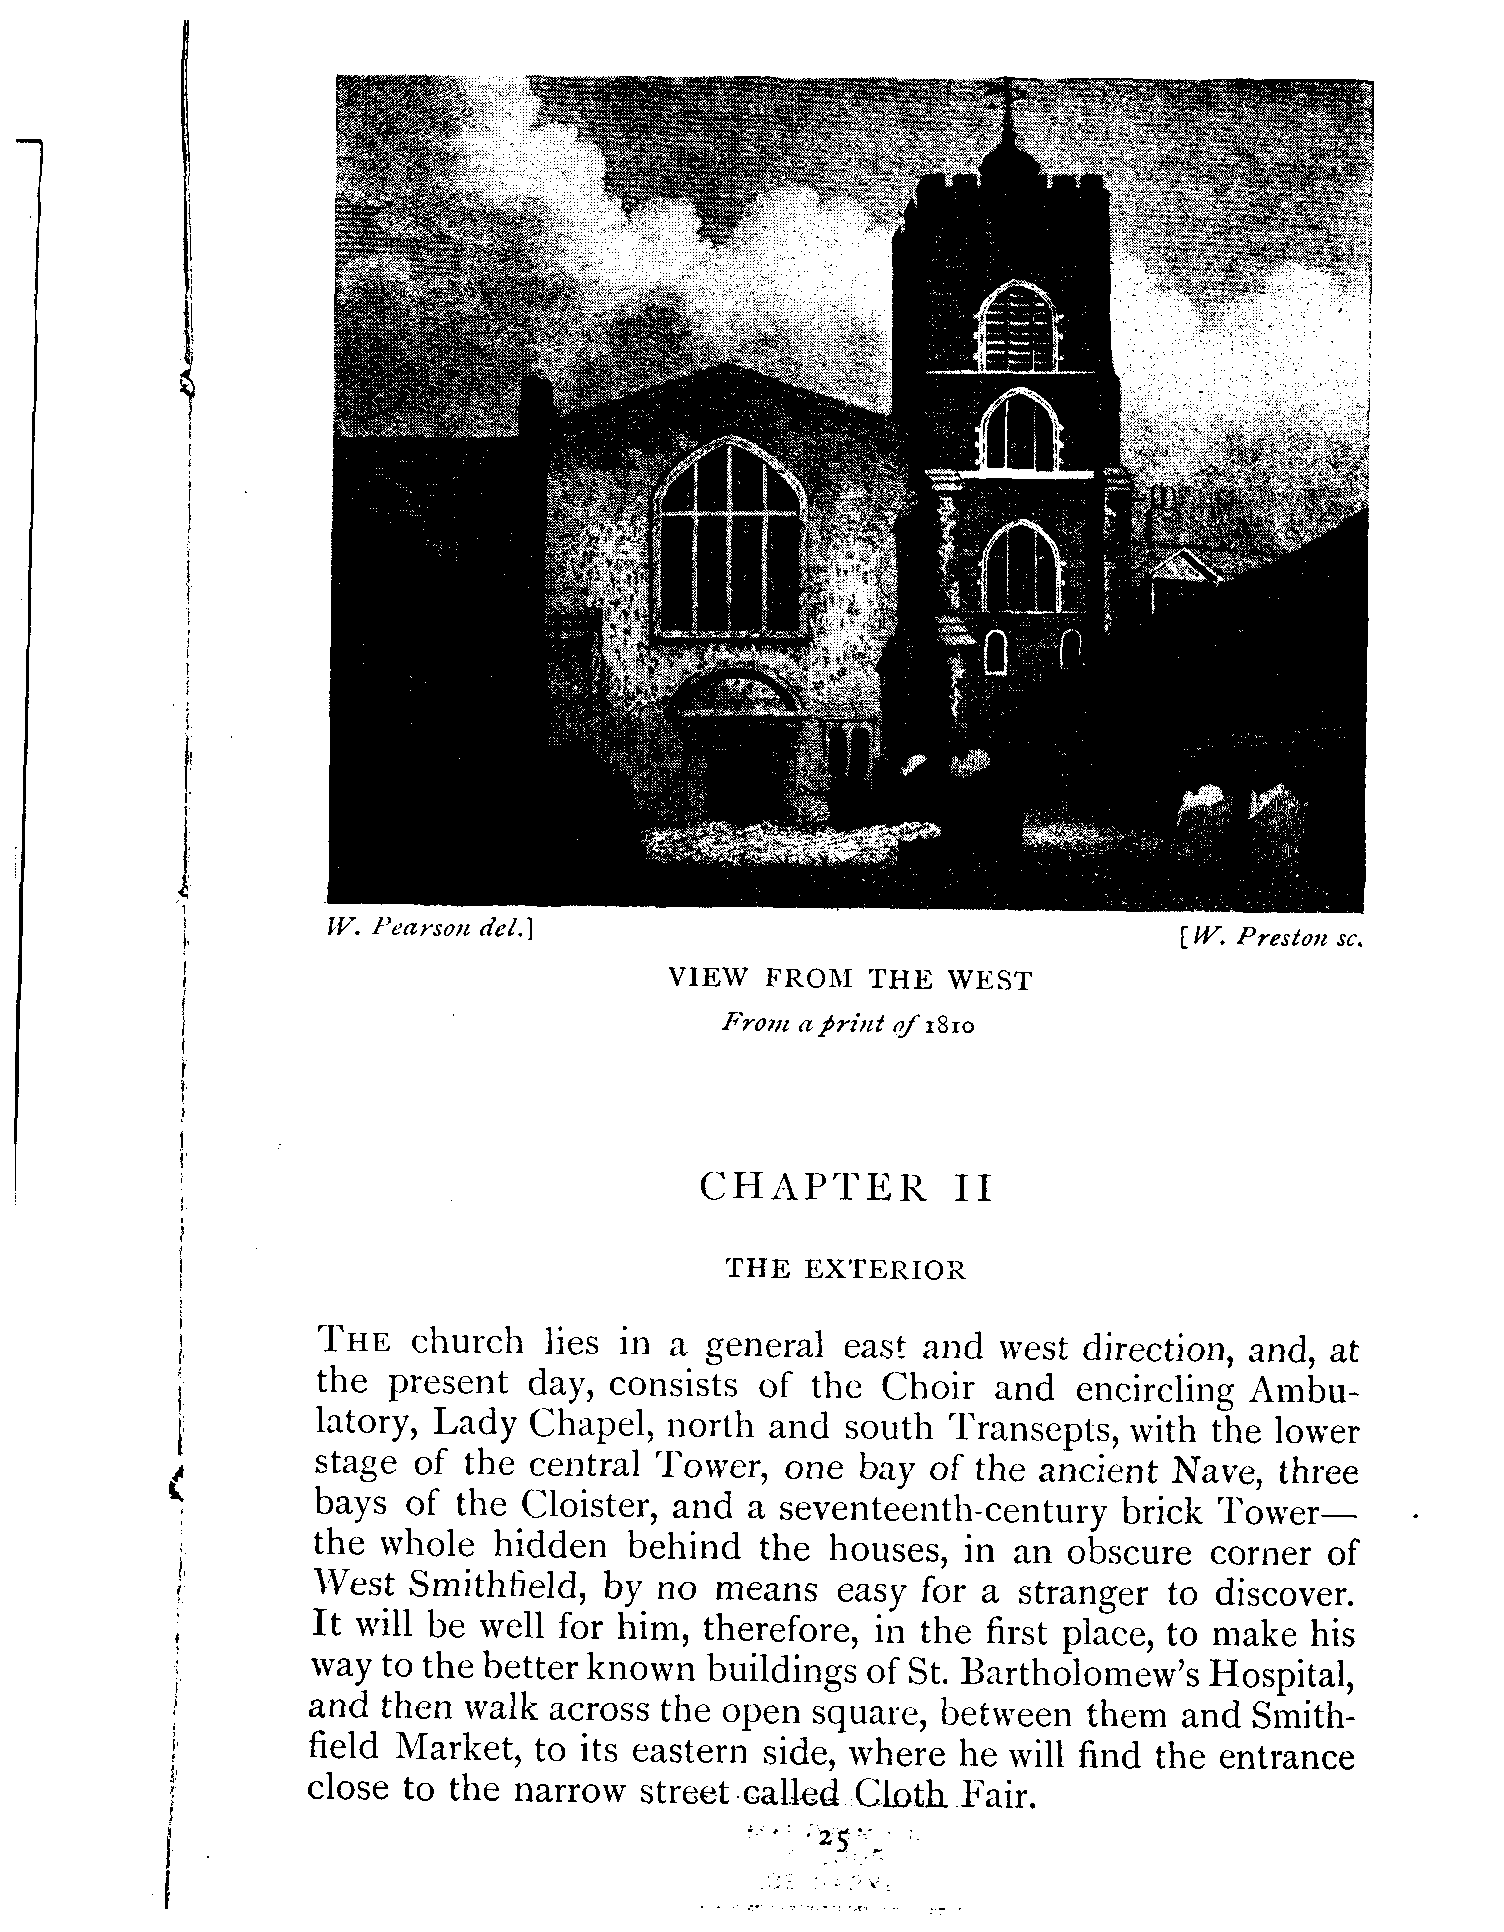 W. Pearson del.]
[W. Preston sc.
VIEW FROM THE WEST
From a print of 1810
CHAPTER II
THE EXTERIOR
THE church lies in a general east and west direction, and, at
the present day, consists of the Choir and encircling Ambu-
latory, Lady Chapel, north and south Transepts, with the lower
stage of the central Tower, one bay of the ancient Nave, three
bays of the Cloister, and a seventeenth-century brick Tower—
the whole hidden behind the houses, in an obscure corner of
West Smithfield, by no means easy for a stranger to discover.
It will be well for him, therefore, in the first place, to make his
way to the better known buildings of St. Bartholomew's Hospital,
and then walk across the open square, between them and Smith-
field Market, to its eastern side, where he will find the entrance
close to the narrow street called Cloth Fair.
25